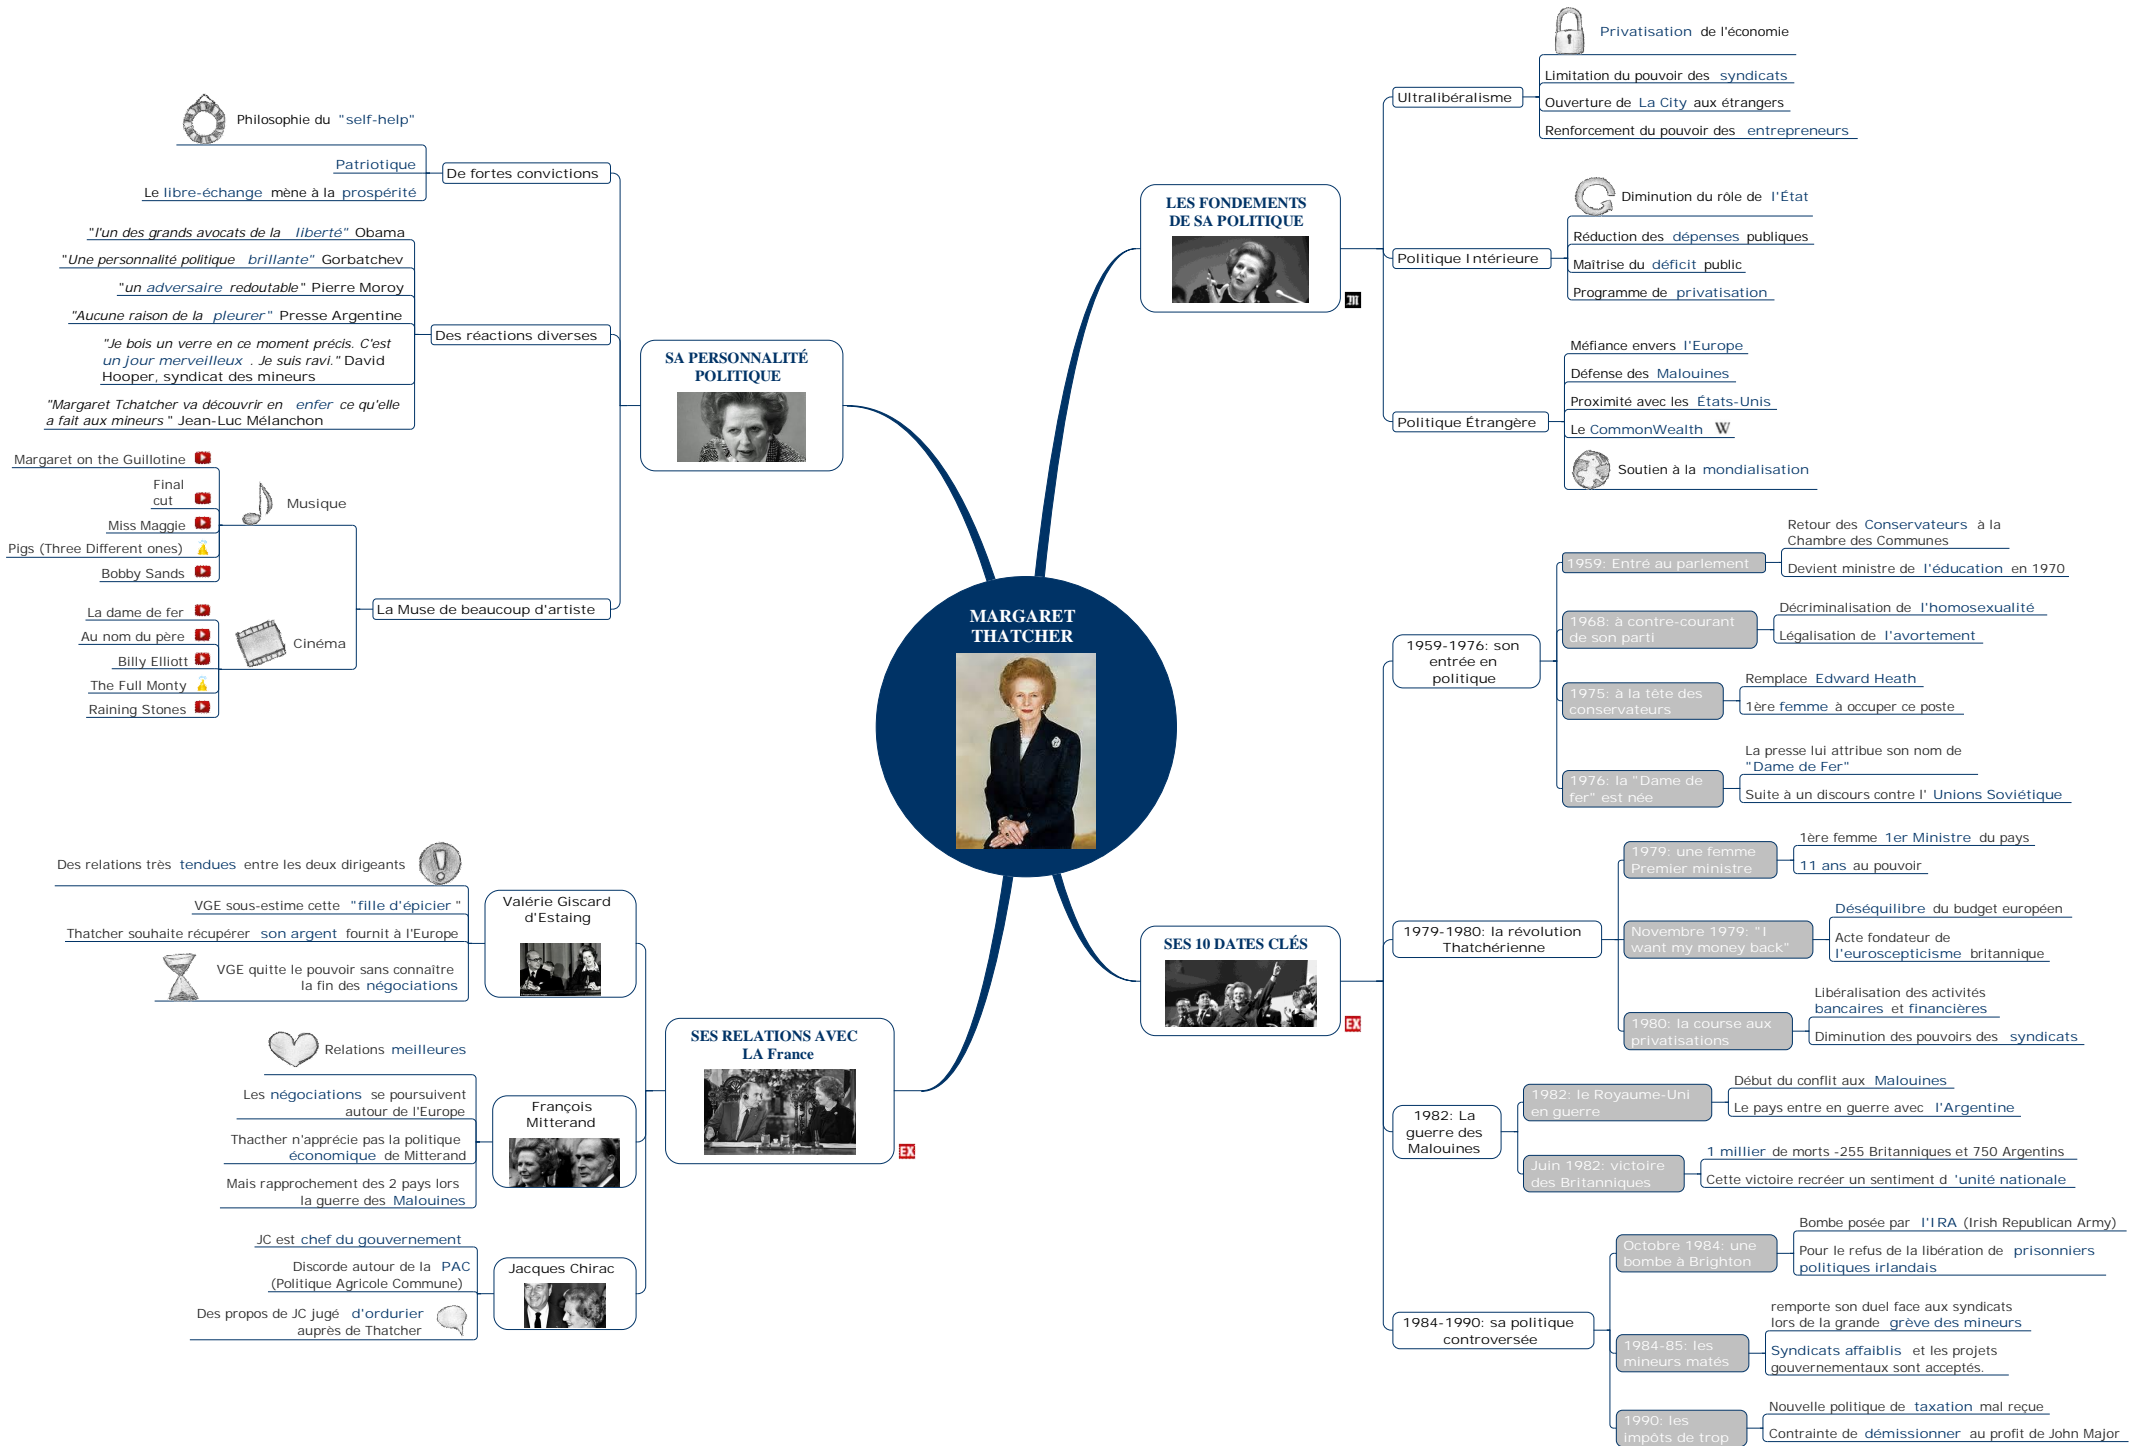 MARGARET
THATCHER
LES FONDEMENTS
DE SA POLITIQUE
Ultralibéralisme
Privatisation de l'économie
Limitation du pouvoir des syndicats
Ouverture de La City aux étrangers
Renforcement du pouvoir des entrepreneurs
Politique Intérieure
Diminution du rôle de l'État
Réduction des dépenses publiques
Maîtrise du déficit public
Programme de privatisation
Politique Étrangère
Méfiance envers l'Europe
Défense des Malouines
Proximité avec les États-Unis
Le CommonWealth W
Soutien à la mondialisation
SES 10 DATES CLÉS
EX
1959-1976: son
entrée en
politique
1959: Entré au parlement
Retour des Conservateurs à la
Chambre des Communes
Devient ministre de l'éducation en 1970
1968: à contre-courant
de son parti
Décriminalisation de l'homosexualité
Légalisation de l'avortement
1975: à la tête des
conservateurs
Remplace Edward Heath
1ère femme à occuper ce poste
1976: la "Dame de
fer" est née
La presse lui attribue son nom de
"Dame de Fer"
Suite à un discours contre l' Unions Soviétique
1979-1980: la révolution
Thatchérienne
1979: une femme
Premier ministre
1ère femme 1er Ministre du pays
11 ans au pouvoir
Novembre 1979: "I
want my money back"
Déséquilibre du budget européen
Acte fondateur de
l'euroscepticisme britannique
1980: la course aux
privatisations
Libéralisation des activités
bancaires et financières
Diminution des pouvoirs des syndicats
1982: La
guerre des
Malouines
1982: le Royaume-Uni
en guerre
Début du conflit aux Malouines
Le pays entre en guerre avec l'Argentine
Juin 1982: victoire
des Britanniques
1 millier de morts -255 Britanniques et 750 Argentins
Cette victoire recréer un sentiment d 'unité nationale
1984-1990: sa politique
controversée
Octobre 1984: une
bombe à Brighton
Bombe posée par l'IRA (Irish Republican Army)
Pour le refus de la libération de prisonniers
politiques irlandais
1984-85: les
mineurs matés
remporte son duel face aux syndicats
lors de la grande grève des mineurs
Syndicats affaiblis et les projets
gouvernementaux sont acceptés.
1990: les
impôts de trop
Nouvelle politique de taxation mal reçue
Contrainte de démissionner au profit de John Major
SA PERSONNALITÉ
POLITIQUE
De fortes convictions
Philosophie du "self-help"
Patriotique
Le libre-échange mène à la prospérité
Des réactions diverses
"l'un des grands avocats de la liberté" Obama
"Une personnalité politique brillante" Gorbatchev
"un adversaire redoutable" Pierre Moroy
"Aucune raison de la pleurer" Presse Argentine
"Je bois un verre en ce moment précis. C'est
un jour merveilleux . Je suis ravi." David
Hooper, syndicat des mineurs
"Margaret Tchatcher va découvrir en enfer ce qu'elle
a fait aux mineurs" Jean-Luc Mélanchon
La Muse de beaucoup d'artiste
Musique
Margaret on the Guillotine
Final
cut
Miss Maggie
Pigs (Three Different ones)
Bobby Sands
Cinéma
La dame de fer
Au nom du père
Billy Elliott
The Full Monty
Raining Stones
SES RELATIONS AVEC
LA France
EX
Valérie Giscard
d'Estaing
Des relations très tendues entre les deux dirigeants
VGE sous-estime cette "fille d'épicier"
Thatcher souhaite récupérer son argent fournit à l'Europe
VGE quitte le pouvoir sans connaître
la fin des négociations
François
Mitterand
Relations meilleures
Les négociations se poursuivent
autour de l'Europe
Thacther n'apprécie pas la politique
économique de Mitterand
Mais rapprochement des 2 pays lors
la guerre des Malouines
Jacques Chirac
JC est chef du gouvernement
Discorde autour de la PAC
(Politique Agricole Commune)
Des propos de JC jugé d'ordurier
auprès de Thatcher